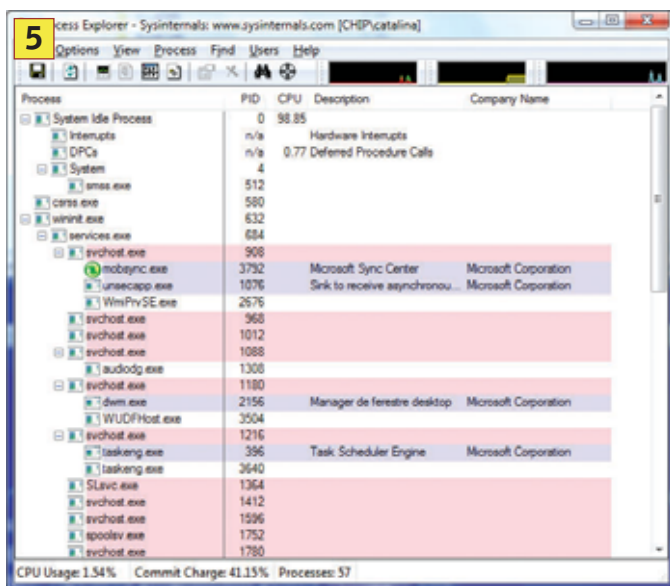 5
cess Explorer - Sysinternals: www.sysinternals.com [CHIP\catalina]
Options View Process Find Users Help
Process PID CPU Description Company Name
System Idle Process 0 98.85
Interrupts n/a Hardware Interrupts
DPCs n/a 0.77 Deferred Procedure Calls
System 4
smss.exe 512
csrss.exe 580
wininit.exe 632
services.exe 684
svchost.exe 908
mobsync.exe 3792 Microsoft Sync Center Microsoft Corporation
unsecapp.exe 1076 Sink to receive asynchronou... Microsoft Corporation
WmiPrvSE.exe 2676
svchost.exe 968
svchost.exe 1012
svchost.exe 1088
audiodg.exe 1308
svchost.exe 1180
dwm.exe 2156 Manager de ferestre desktop Microsoft Corporation
WUDFHost.exe 3504
svchost.exe 1216
taskeng.exe 396 Task Scheduler Engine Microsoft Corporation
taskeng.exe 3640
SLsvc.exe 1364
svchost.exe 1412
svchost.exe 1596
spoolsv.exe 1752
svchost.exe 1780
CPU Usage: 1.54% Commit Charge: 41.15% Processes: 57